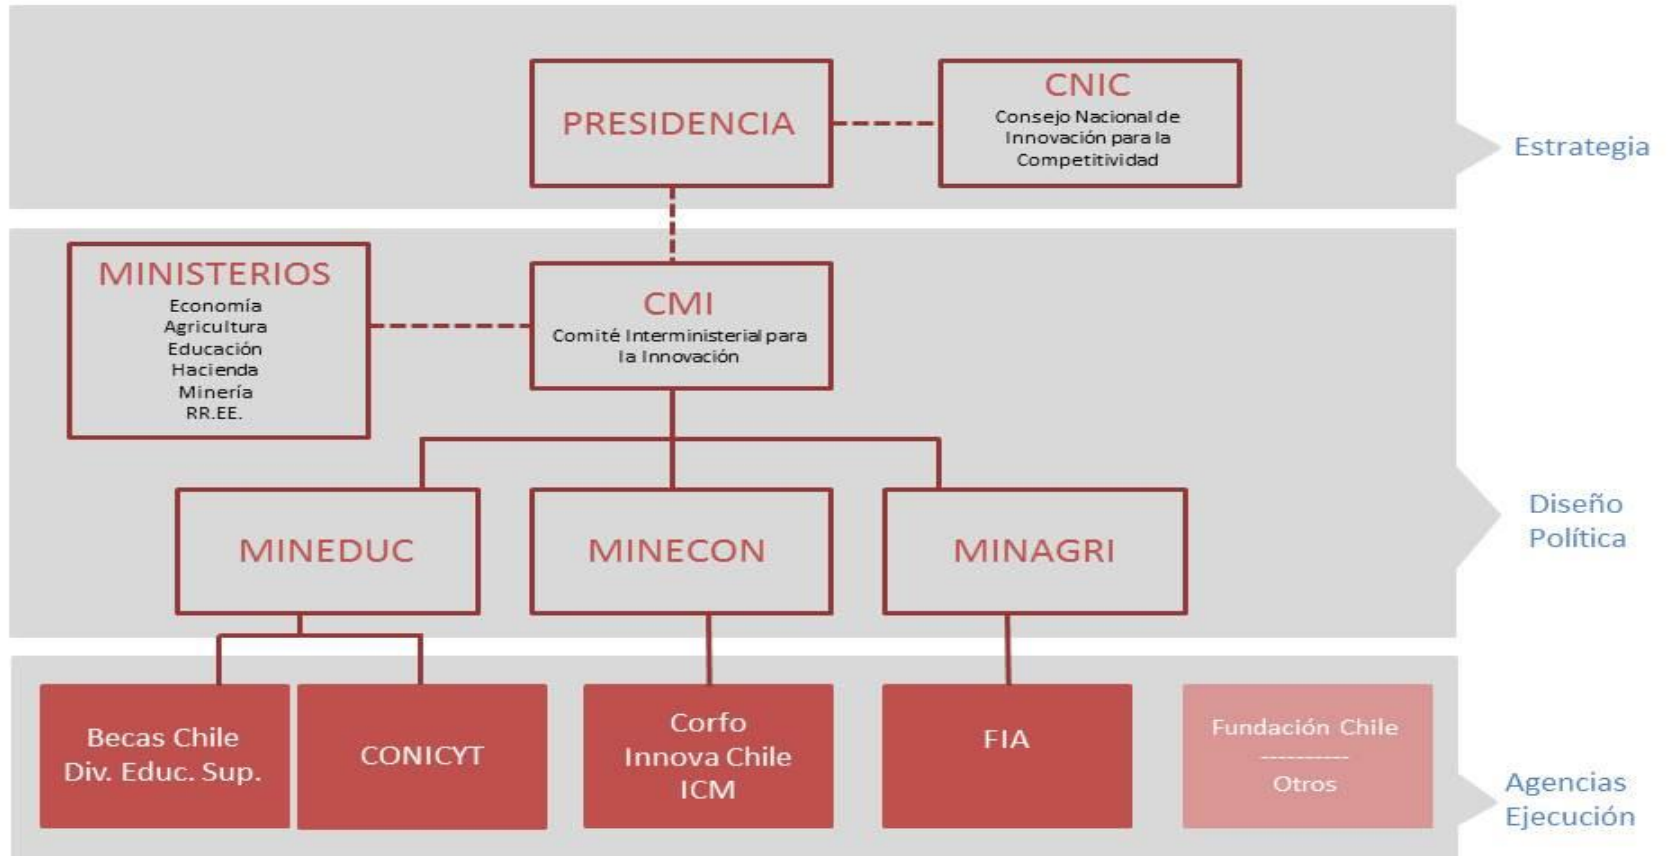 PRESIDENCIA
CNIC
Consejo Nacional de
Innovación para la
Competitividad
Estrategia
MINISTERIOS
Economía
Agricultura
Educación
Hacienda
Minería
RR.EE.
CMI
Comité Interministerial para
la Innovación
MINEDUC
MINECON
MINAGRI
Diseño
Política
Becas Chile
Div. Educ. Sup.
CONICYT
Corfo
Innova Chile
ICM
FIA
Fundación Chile
----------
Otros
Agencias
Ejecución